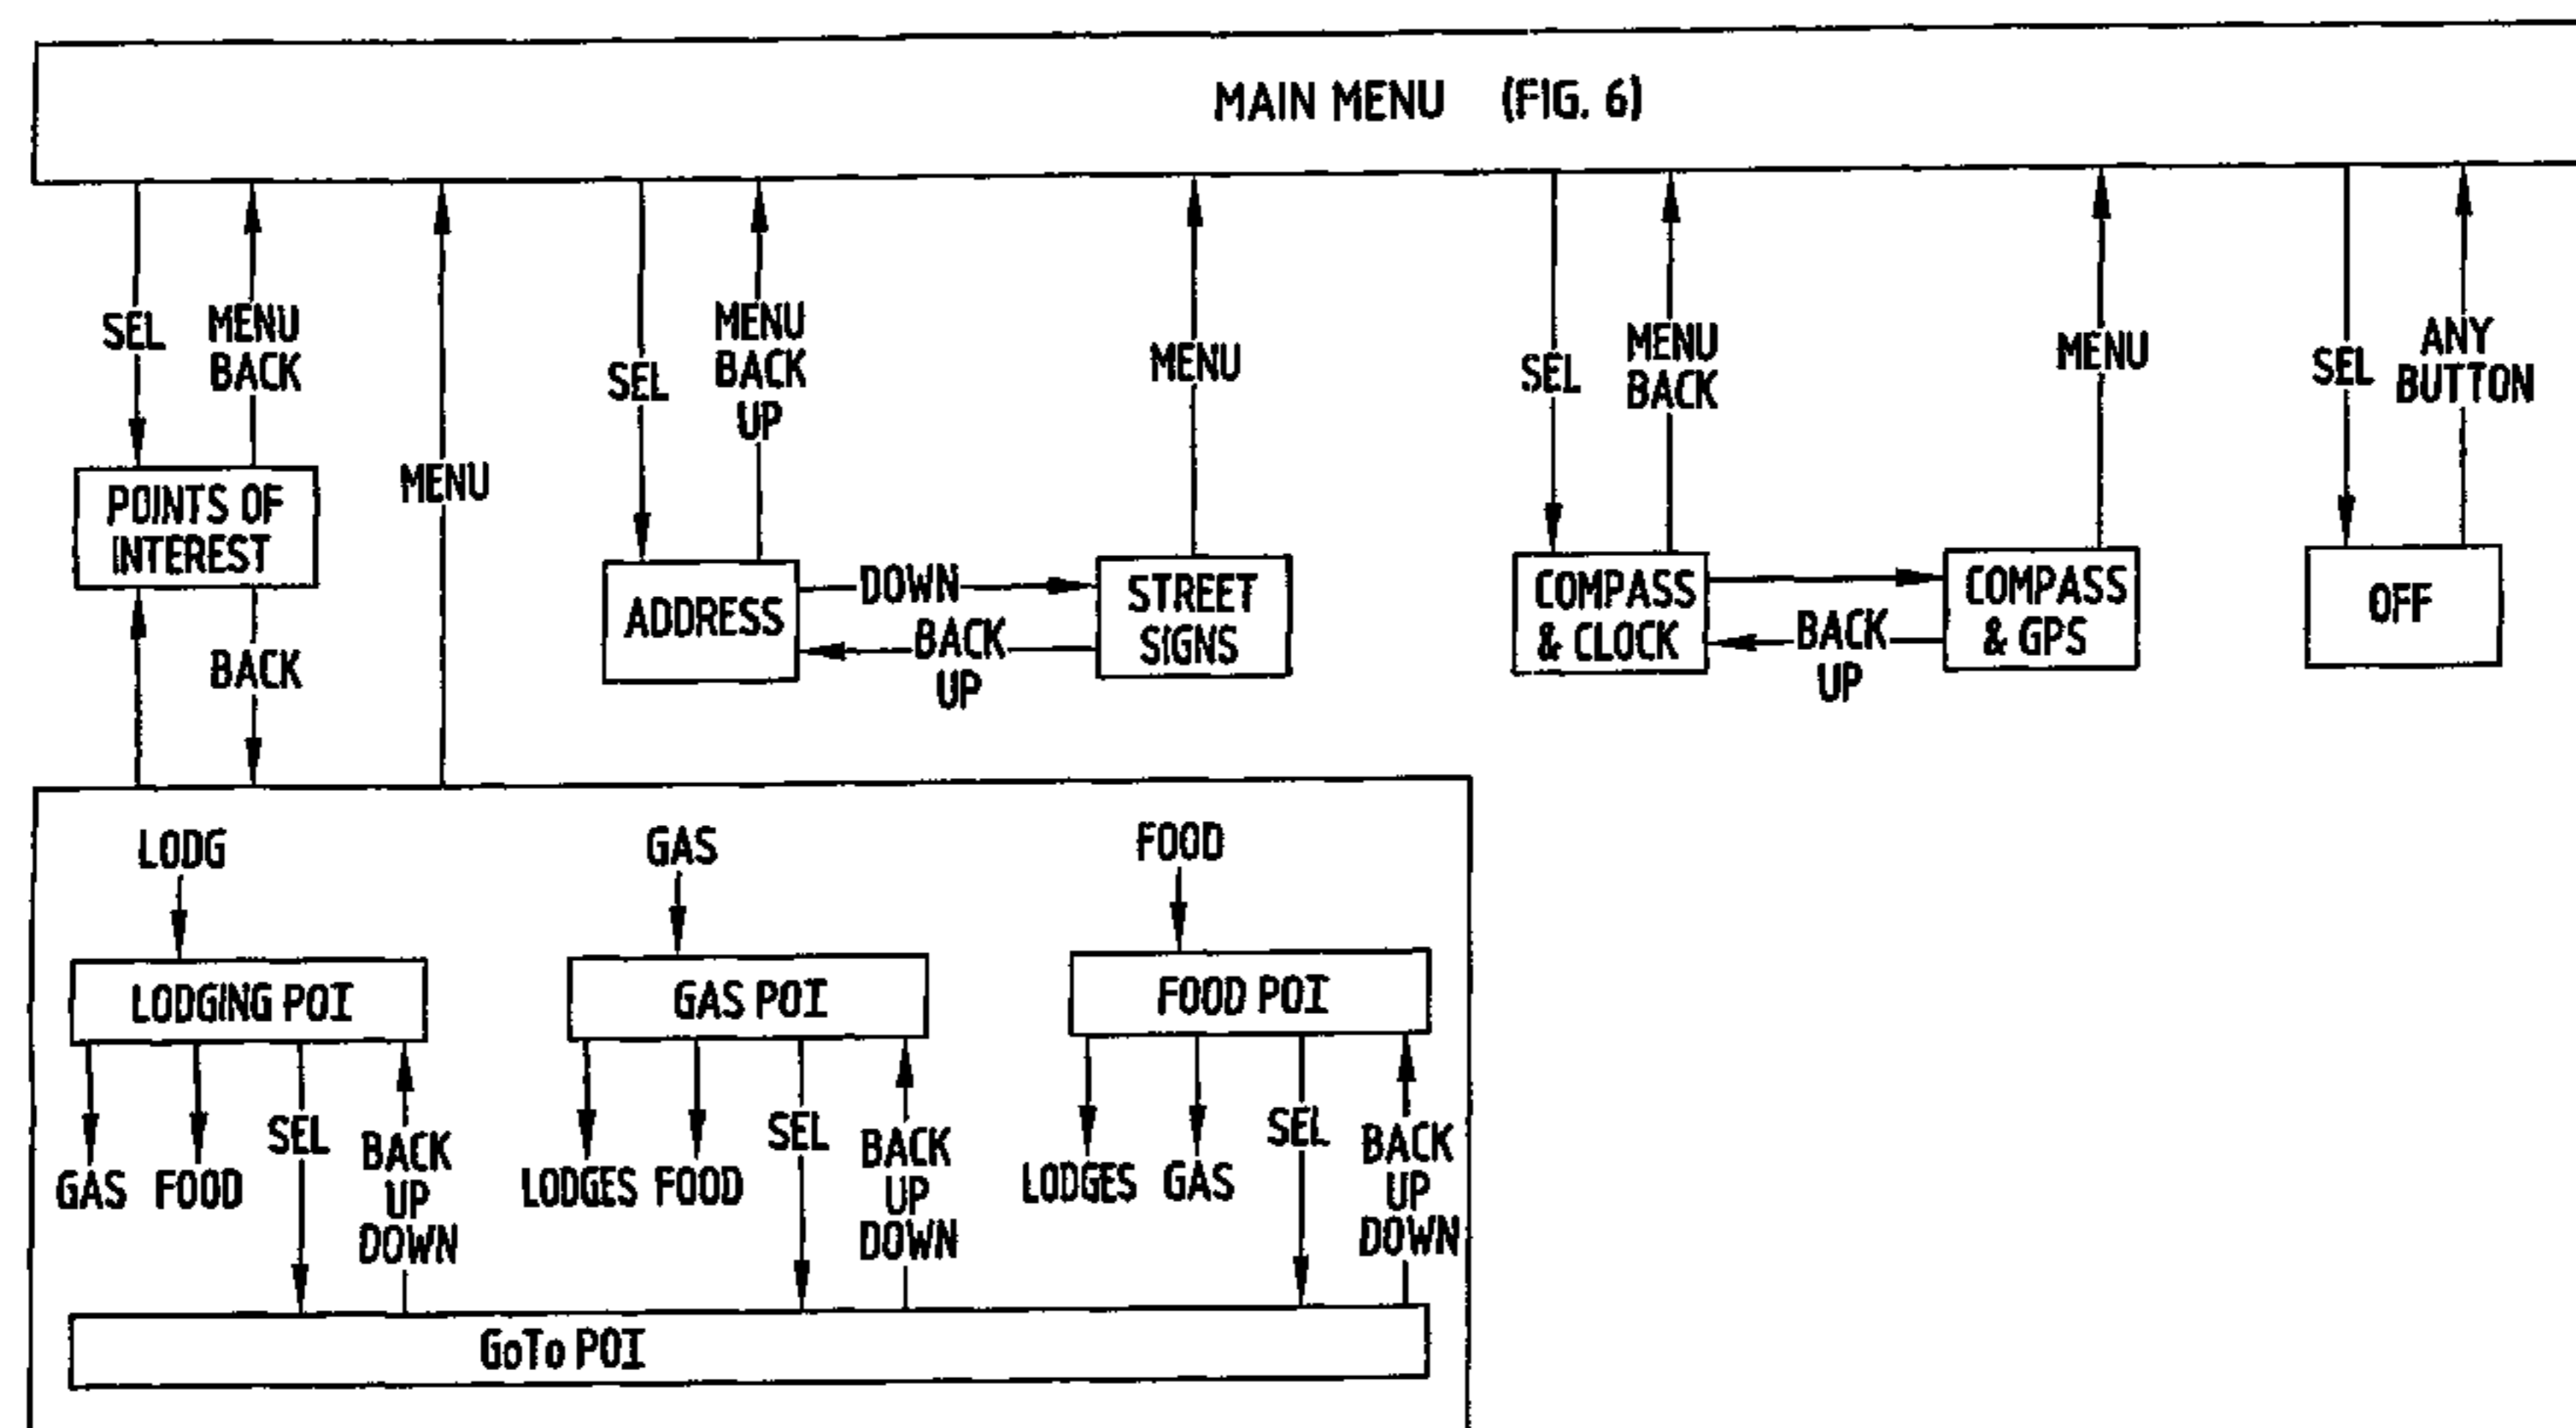 MAIN MENU (FIG. 6)
SEL
MENU
BACK
MENU
SEL
MENU
BACK
UP
MENU
SEL
MENU
BACK
MENU
SEL
ANY
BUTTON
POINTS OF
INTEREST
BACK
ADDRESS
DOWN
BACK
UP
STREET
SIGNS
COMPASS
& CLOCK
BACK
UP
COMPASS
& GPS
OFF
LODG
GAS
FOOD
LODGING POI
GAS POI
FOOD POI
GAS
FOOD
SEL
BACK
UP
DOWN
LODGES
FOOD
SEL
BACK
UP
DOWN
LODGES
GAS
SEL
BACK
UP
DOWN
GoTo POI